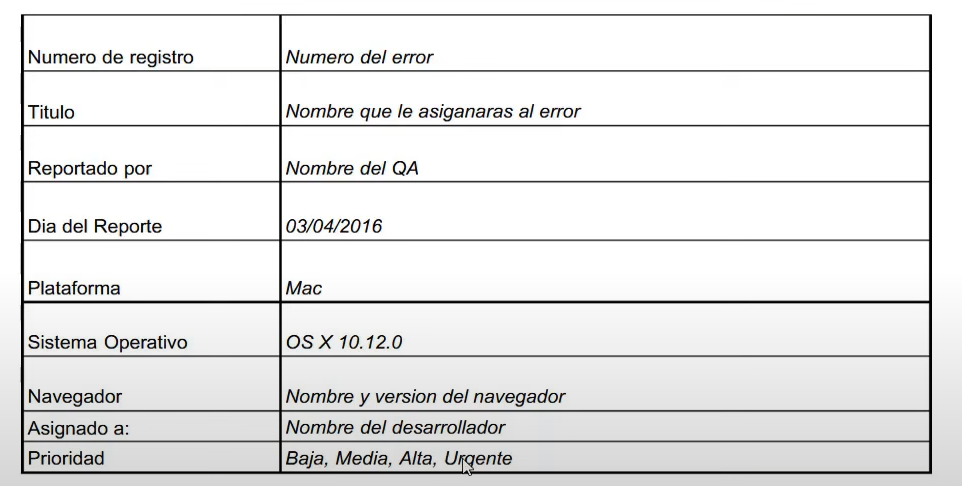 Numero de registro Numero del error
Titulo Nombre que le asiganaras al error
Reportado por Nombre del QA
Dia del Reporte 03/04/2016
Plataforma Mac
Sistema Operativo OS X 10.12.0
Navegador Nombre y version del navegador
Asignado a: Nombre del desarrollador
Prioridad Baja, Media, Alta, Urgente